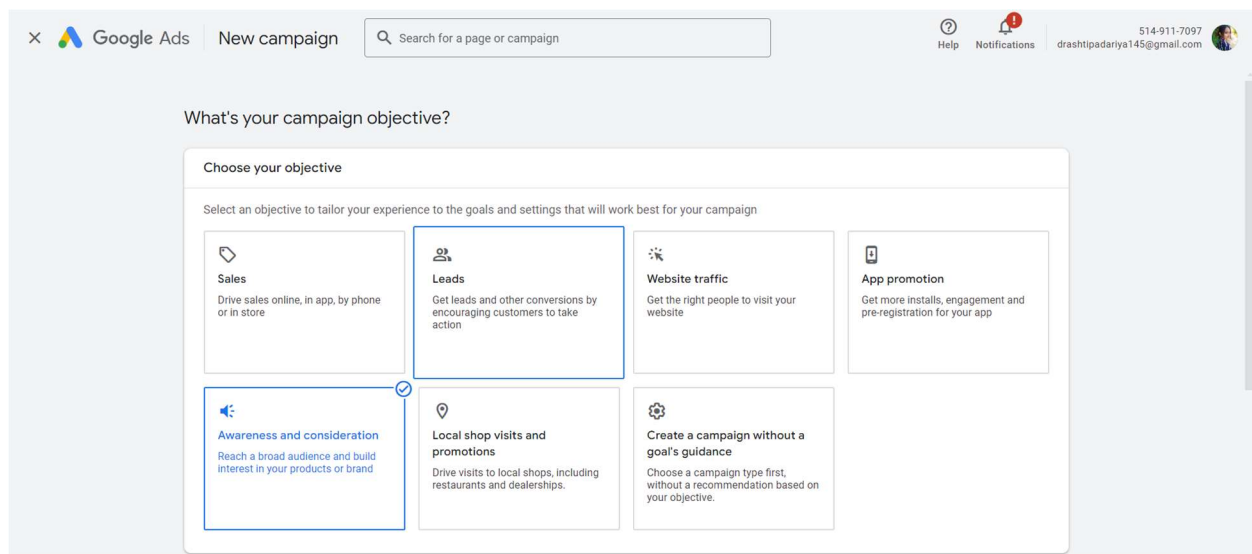 Google Ads
New campaign
Search for a page or campaign
Help
Notifications
514-911-7097
drashtipadariya145@gmail.com
What's your campaign objective?
Choose your objective
Select an objective to tailor your experience to the goals and settings that will work best for your campaign
Sales
Drive sales online, in app, by phone
or in store
Leads
Get leads and other conversions by
encouraging customers to take
action
Website traffic
Get the right people to visit your
website
App promotion
Get more installs, engagement and
pre-registration for your app
Awareness and consideration
Reach a broad audience and build
interest in your products or brand
Local shop visits and
promotions
Drive visits to local shops, including
restaurants and dealerships.
Create a campaign without a
goal's guidance
Choose a campaign type first,
without a recommendation based on
your objective.